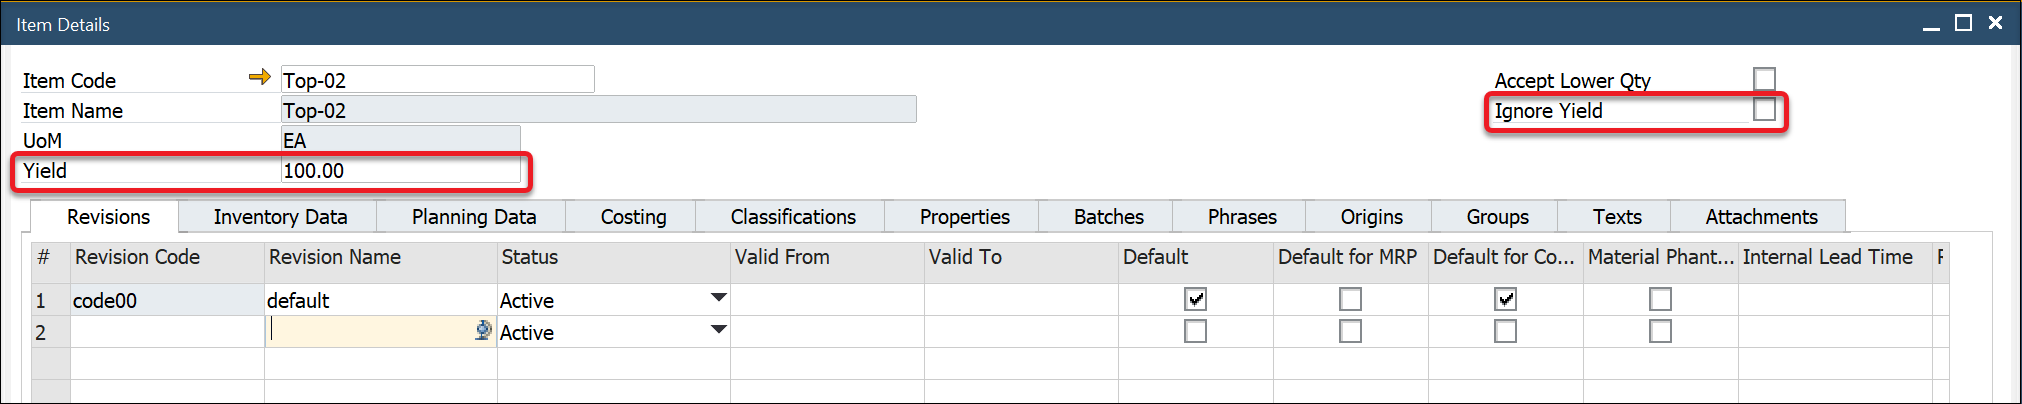 Item Details
Item Code Top-02 Accept Lower Qty
Item Name Top-02 Ignore Yield
UoM EA
Yield 100.00
Revisions Inventory Data Planning Data Costing Classifications Properties Batches Phrases Origins Groups Texts Attachments
# Revision Code Revision Name Status Valid From Valid To Default Default for MRP Default for Co... Material Phant... Internal Lead Time
1 code00 default Active
2 Active